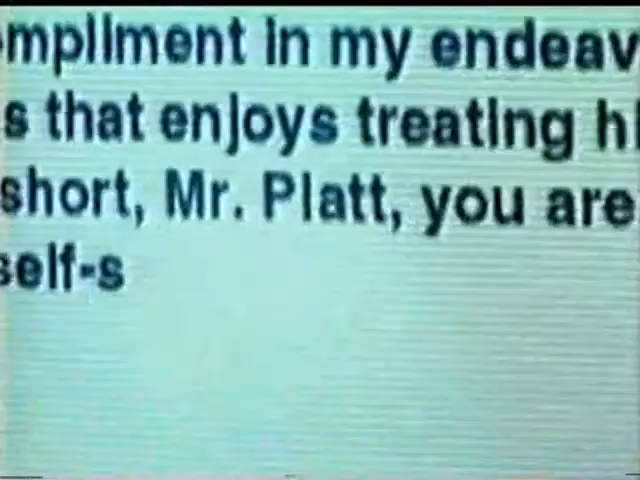 mpliment in my endeav
s that enjoys treating hi
short, Mr. Platt, you are
self-s